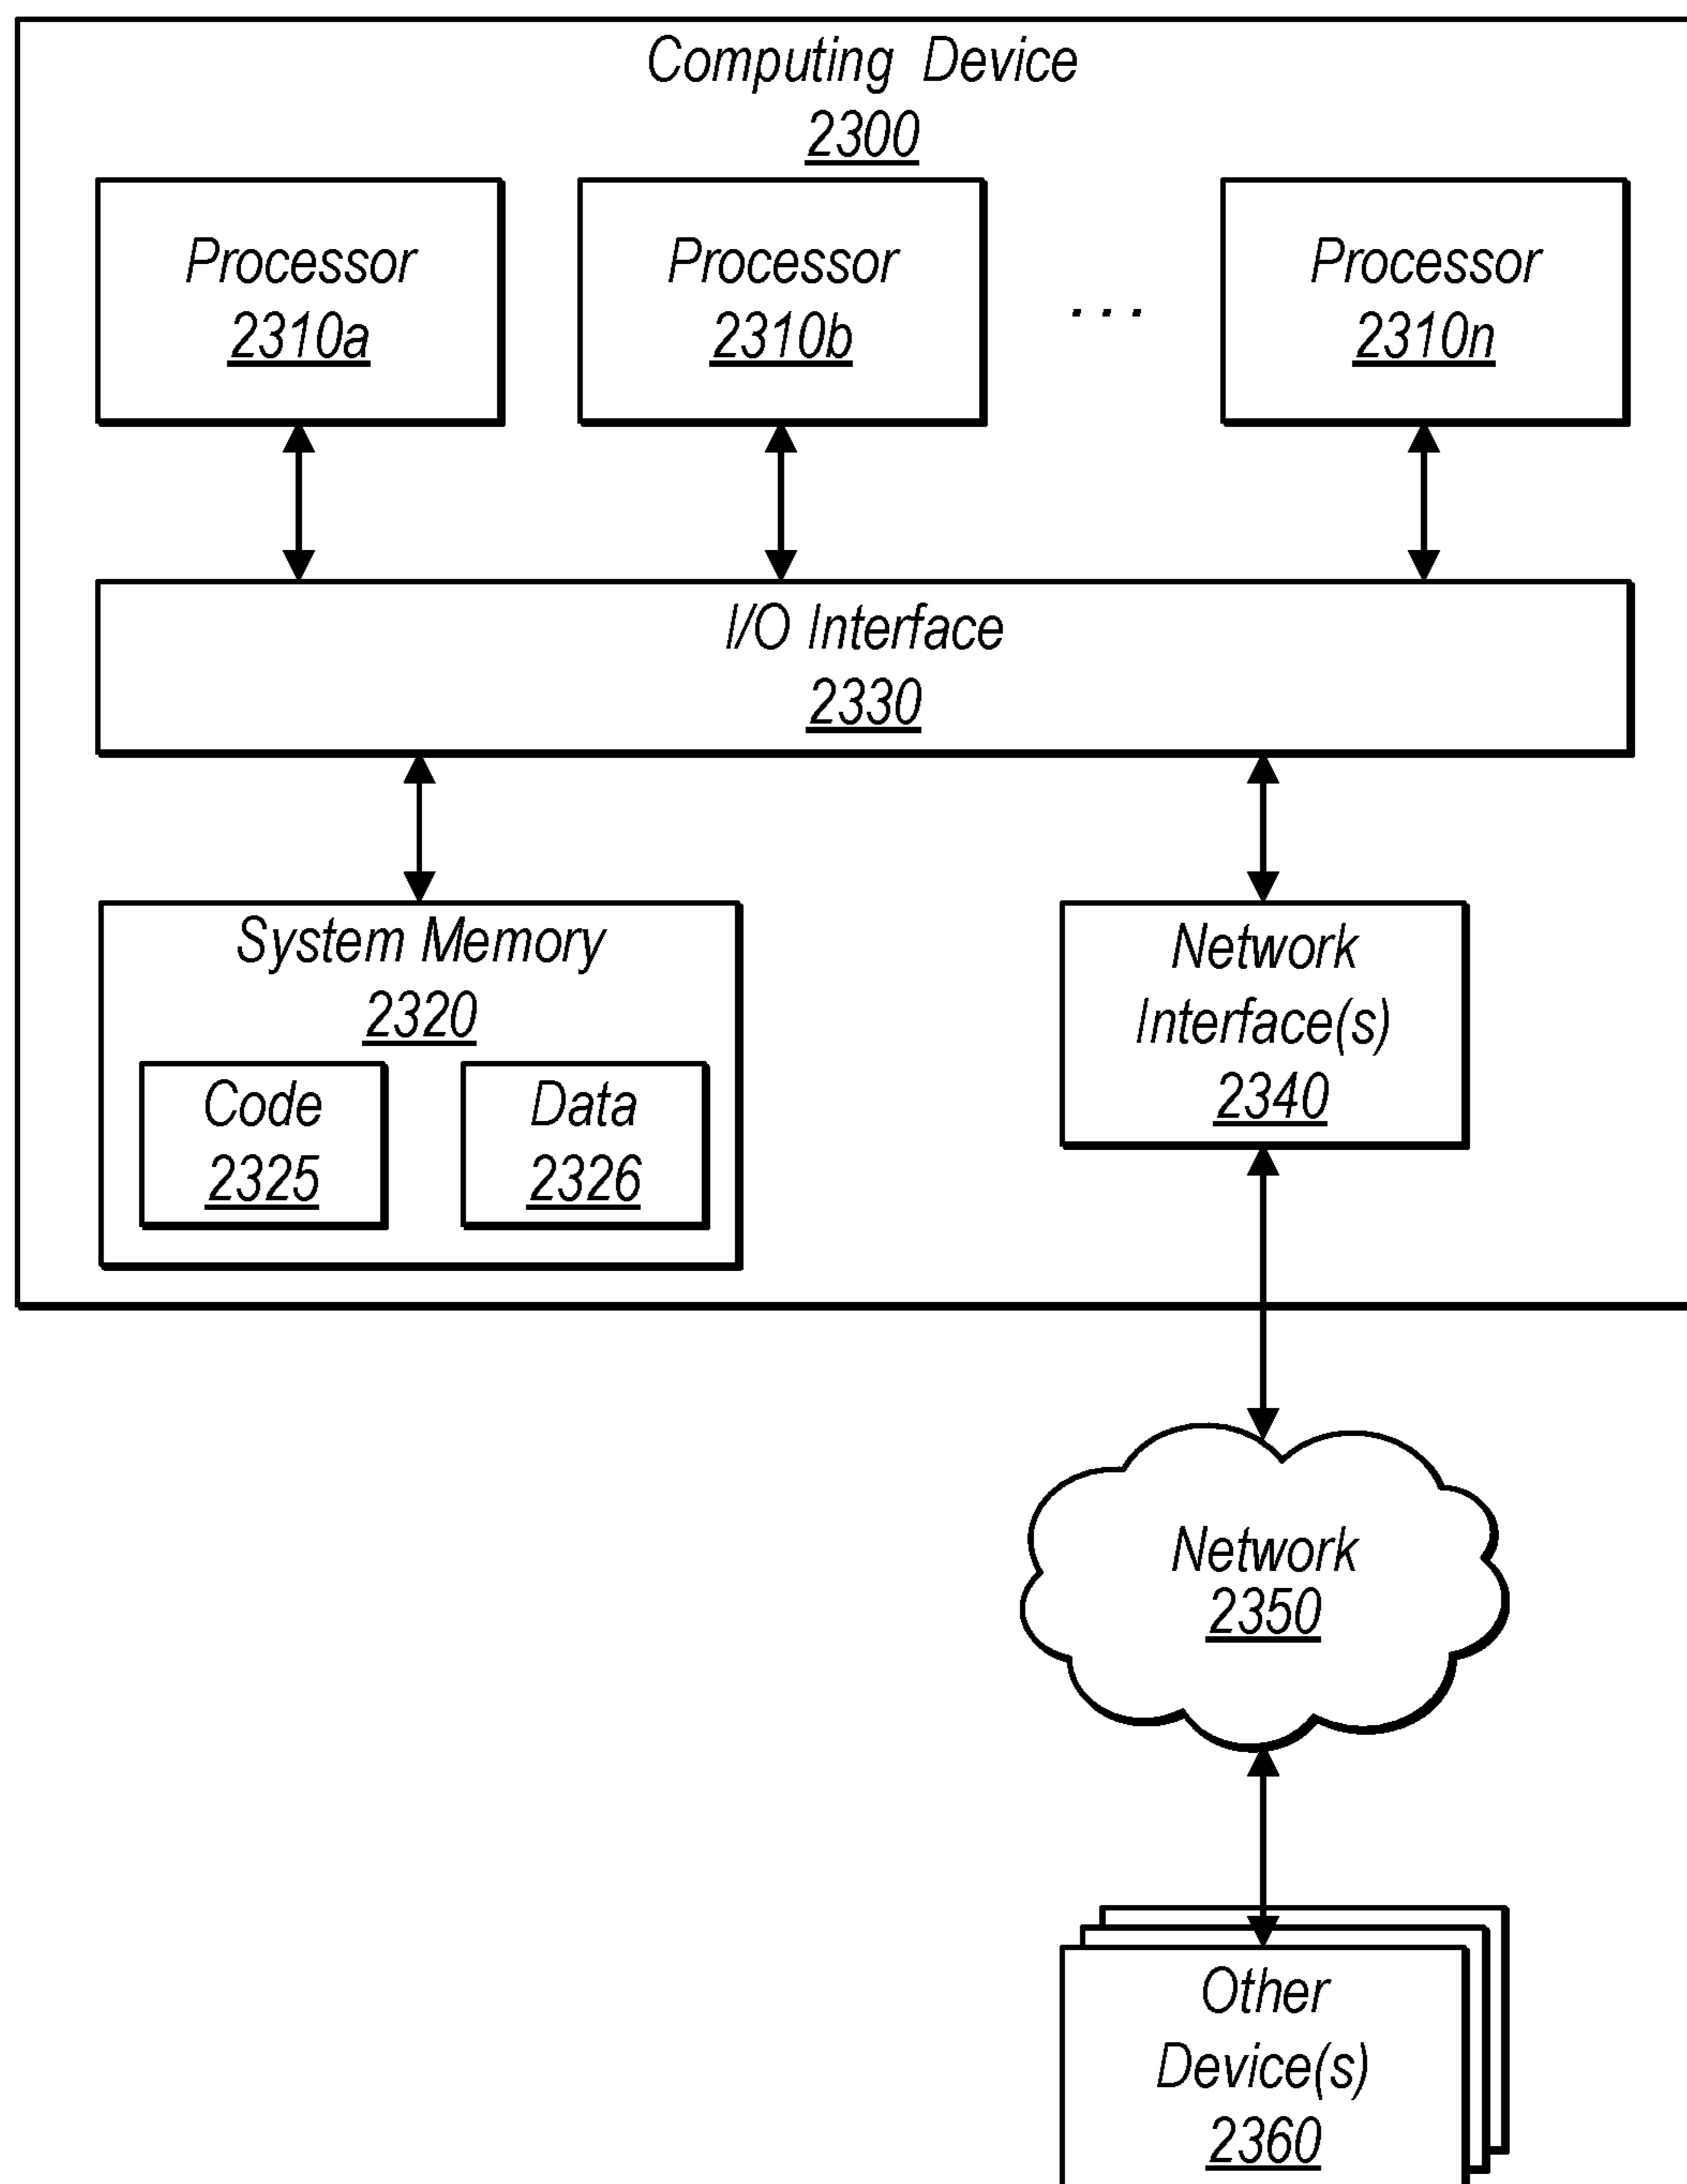 Computing Device
2300
Processor
2310a
Processor
2310b
...
Processor
2310n
I/O Interface
2330
System Memory
2320
Code
2325
Data
2326
Network
Interface(s)
2340
Network
2350
Other
Device(s)
2360